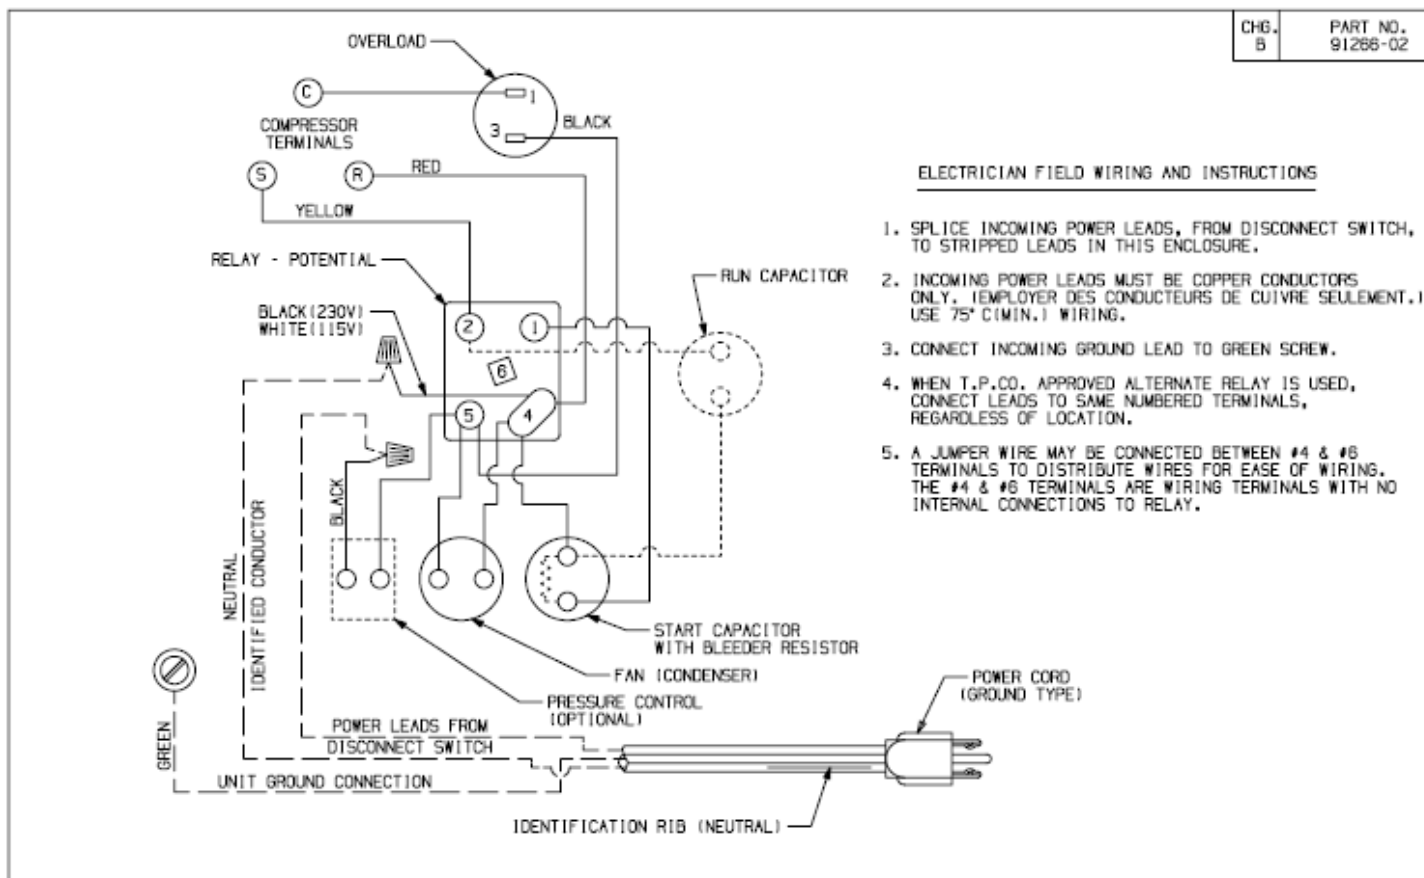 CHG. PART NO.
B 91266-02
OVERLOAD
C
1
COMPRESSOR
TERMINALS
3
BLACK
S
R
RED
YELLOW
RELAY - POTENTIAL
BLACK(230V)
WHITE(115V)
2
1
6
5
4
RUN CAPACITOR
BLACK
NEUTRAL
IDENTIFIED CONDUCTOR
START CAPACITOR
WITH BLEEDER RESISTOR
FAN (CONDENSER)
PRESSURE CONTROL
(OPTIONAL)
POWER LEADS FROM
DISCONNECT SWITCH
GREEN
UNIT GROUND CONNECTION
POWER CORD
(GROUND TYPE)
IDENTIFICATION RIB (NEUTRAL)
ELECTRICIAN FIELD WIRING AND INSTRUCTIONS
1. SPLICE INCOMING POWER LEADS, FROM DISCONNECT SWITCH,
TO STRIPPED LEADS IN THIS ENCLOSURE.
2. INCOMING POWER LEADS MUST BE COPPER CONDUCTORS
ONLY. (EMPLOYER DES CONDUCTEURS DE CUIVRE SEULEMENT.)
USE 75° C(MIN.) WIRING.
3. CONNECT INCOMING GROUND LEAD TO GREEN SCREW.
4. WHEN T.P.CO. APPROVED ALTERNATE RELAY IS USED,
CONNECT LEADS TO SAME NUMBERED TERMINALS,
REGARDLESS OF LOCATION.
5. A JUMPER WIRE MAY BE CONNECTED BETWEEN #4 & #6
TERMINALS TO DISTRIBUTE WIRES FOR EASE OF WIRING.
THE #4 & #6 TERMINALS ARE WIRING TERMINALS WITH NO
INTERNAL CONNECTIONS TO RELAY.